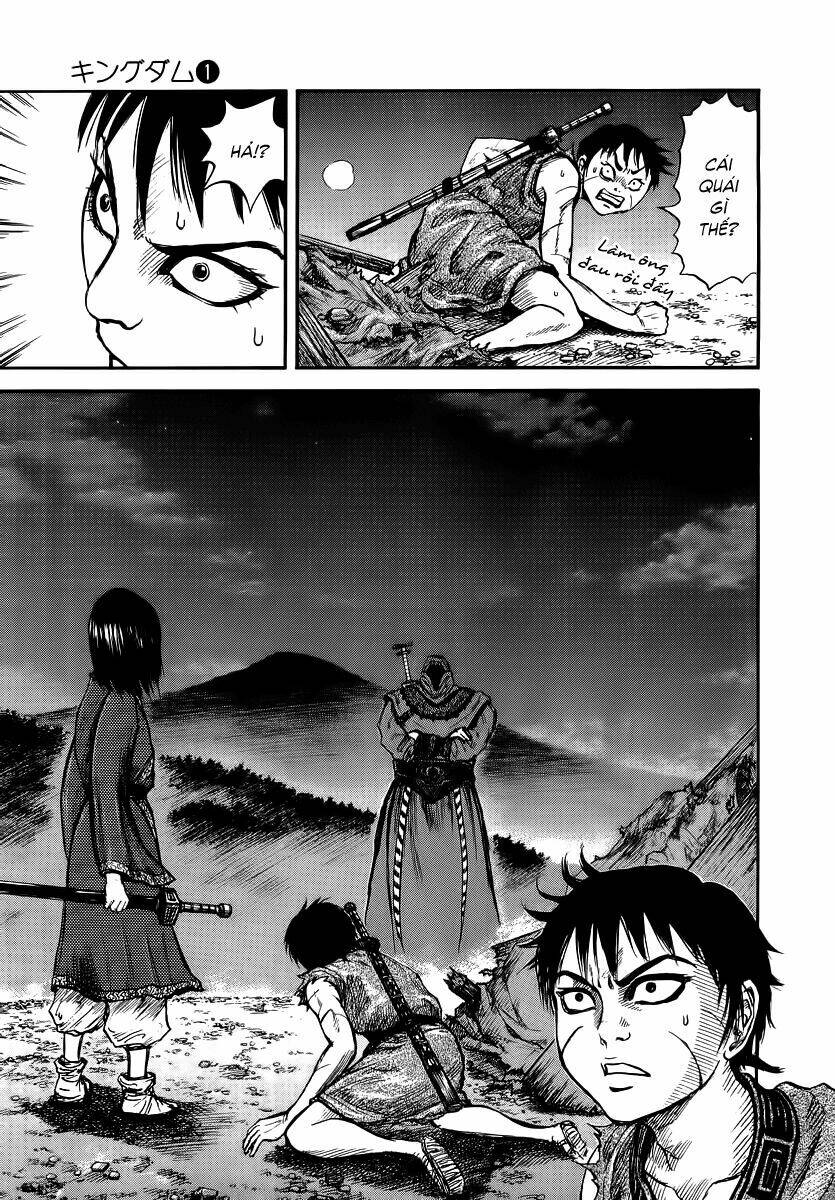 キングダム❶
CÁI
QUÁI
GÌ
THẾ?
Làm ông
đau rồi đấy
HẢ!?